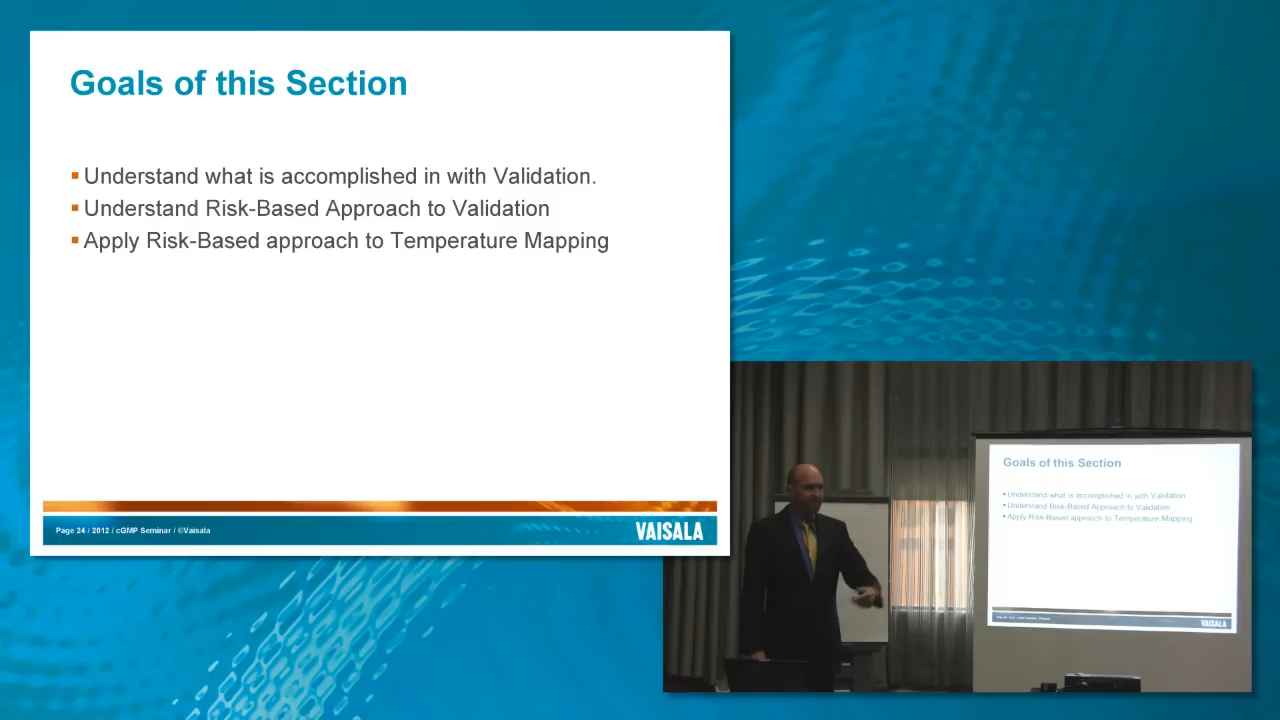 Goals of this Section
Understand what is accomplished in with Validation.
Understand Risk-Based Approach to Validation
Apply Risk-Based approach to Temperature Mapping
Page 24 / 2012 / cGMP Seminar / ©Vaisala
VAISALA
Goals of this Section
Understand what is accomplished in with Validation
Understand Risk-Based Approach to Validation
Apply Risk-Based approach to Temperature Mapping
VAISALA